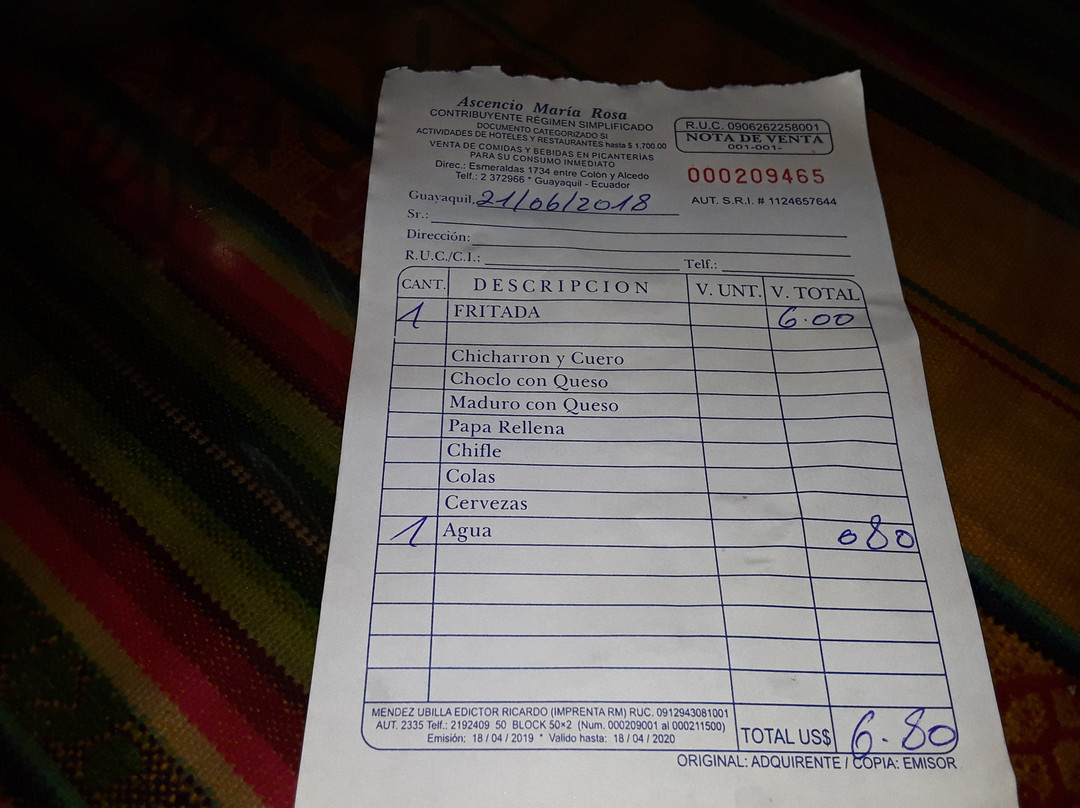 Ascencio María Rosa
CONTRIBUYENTE RÉGIMEN SIMPLIFICADO
DOCUMENTO CATEGORIZADO SI
ACTIVIDADES DE HOTELES Y RESTAURANTES hasta $ 1,700.00
VENTA DE COMIDAS Y BEBIDAS EN PICANTERÍAS
PARA SU CONSUMO INMEDIATO
Direc.: Esmeraldas 1734 entre Colón y Alcedo
Telf.: 2 372966 * Guayaquil - Ecuador
R.U.C. 0906262258001
NOTA DE VENTA
001-001-
000209465
AUT. S.R.I. # 1124657644
Guayaquil, 21/06/2018
Sr.:
Dirección:
R.U.C./C.I.: Telf.:
CANT. DESCRIPCION V. UNT. V. TOTAL
1 FRITADA 6.00
Chicharron y Cuero
Choclo con Queso
Maduro con Queso
Papa Rellena
Chifle
Colas
Cervezas
1 Agua 080
MENDEZ UBILLA EDICTOR RICARDO (IMPRENTA RM) RUC. 0912943081001
AUT. 2335 Telf.: 2192409 50 BLOCK 50×2 (Num. 000209001 al 000211500)
Emisión: 18 / 04 / 2019 * Valido hasta: 18 / 04 / 2020
TOTAL US$ 6.80
ORIGINAL: ADQUIRENTE / COPIA: EMISOR